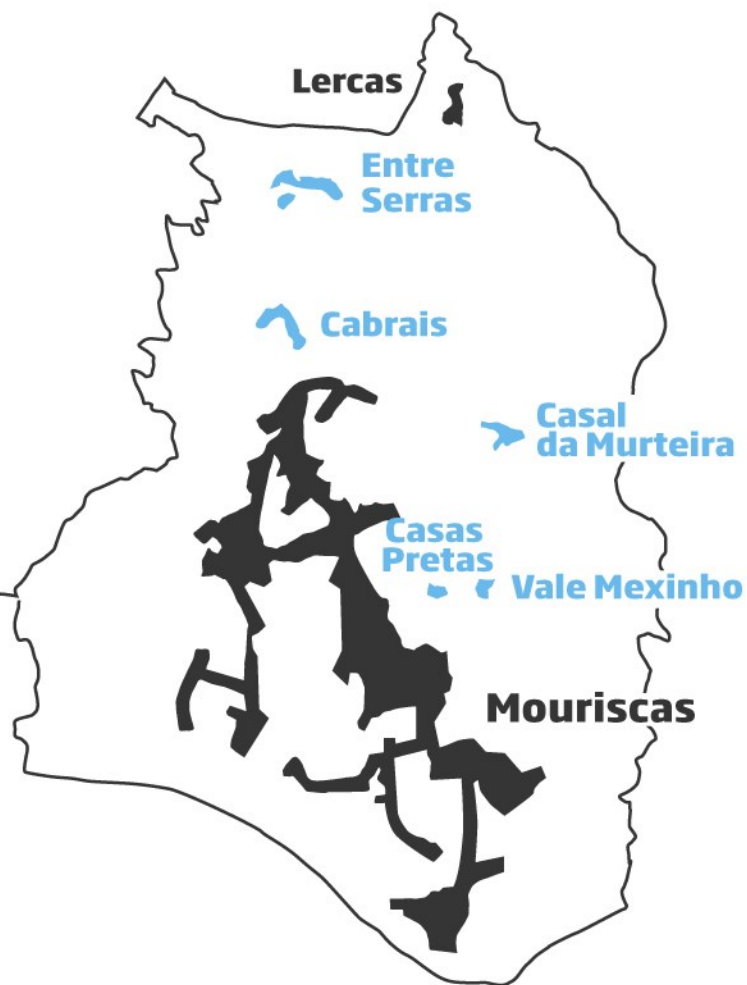 Lercas
Entre
Serras
Cabrais
Casal
da Murteira
Casas
Pretas
Vale Mexinho
Mouriscas